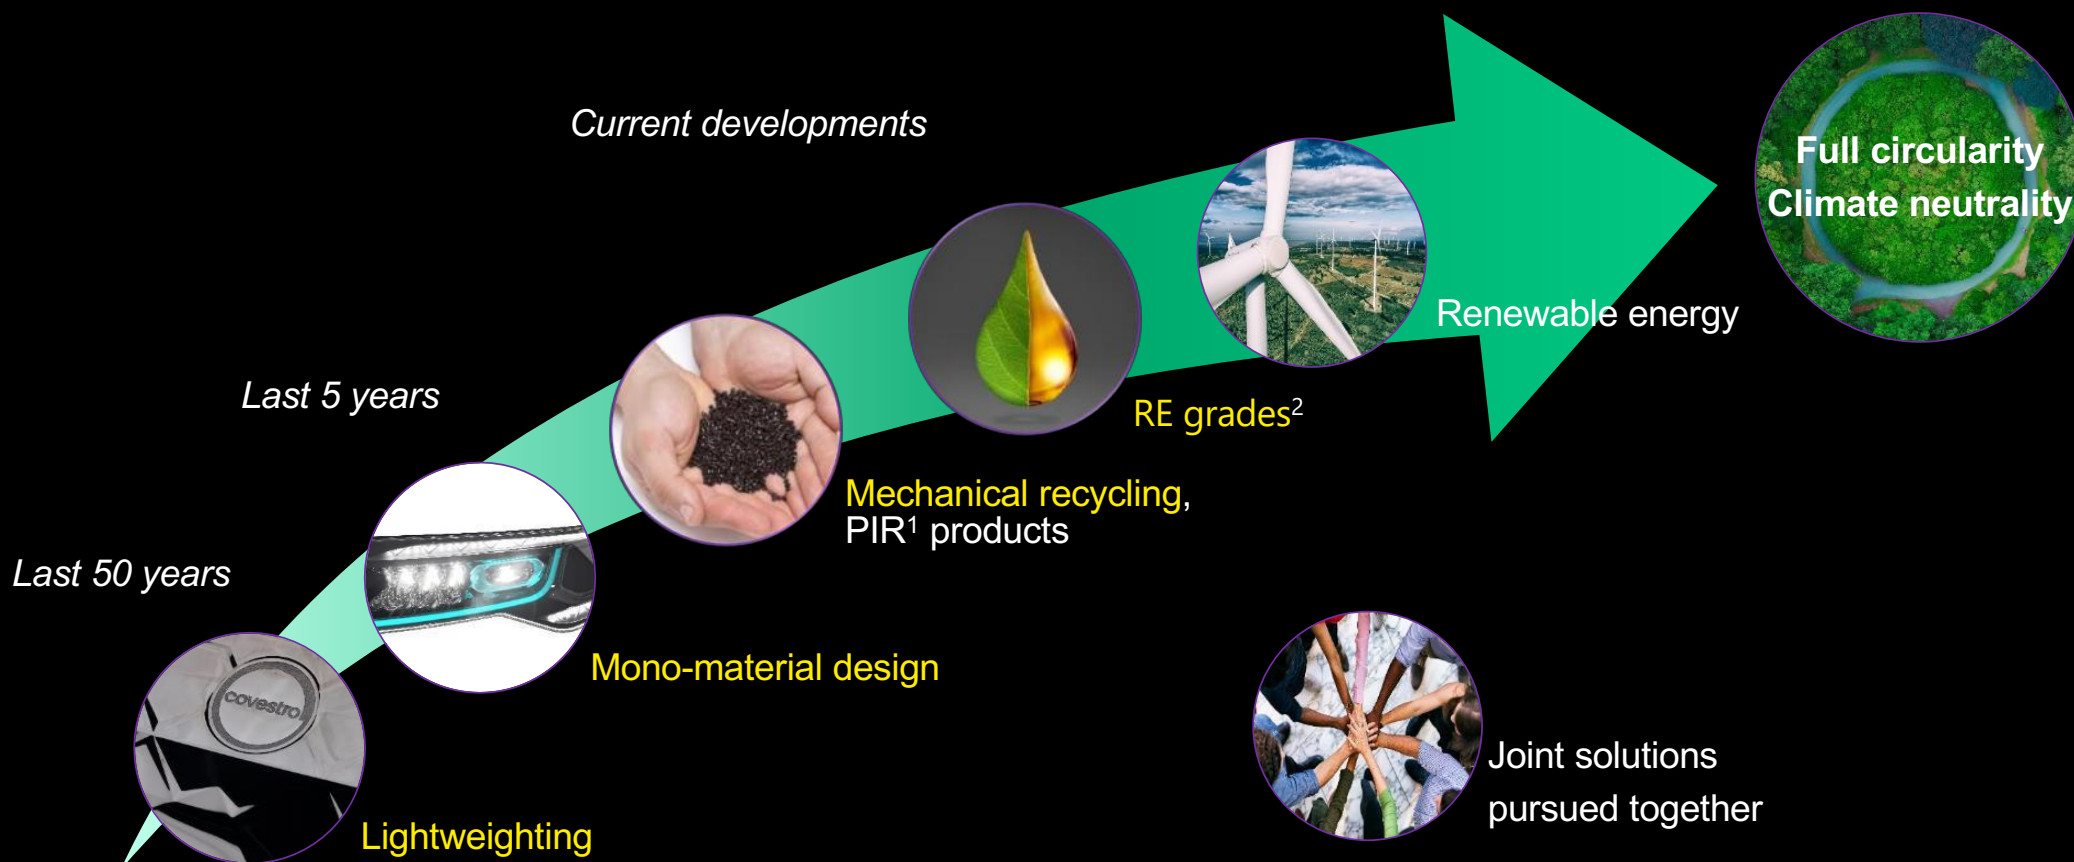 Current developments
Full circularity
Climate neutrality
Renewable energy
Last 5 years
RE grades²
Mechanical recycling,
PIR¹ products
Last 50 years
Mono-material design
covestro
Joint solutions
pursued together
Lightweighting